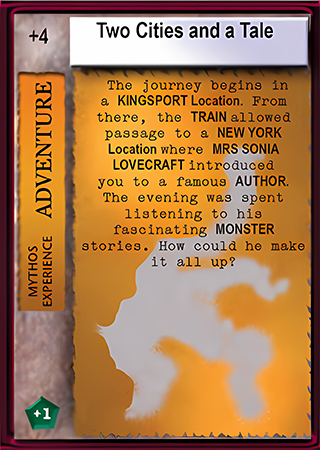 +4
Two Cities and a Tale
MYTHOS
EXPERIENCE
ADVENTURE
The journey begins in
a KINGSPORT Location. From
there, the TRAIN allowed
passage to a NEW YORK
Location where MRS SONIA
LOVECRAFT introduced
you to a famous AUTHOR.
The evening was spent
listening to his
fascinating MONSTER
stories. How could he make
it all up?
+1